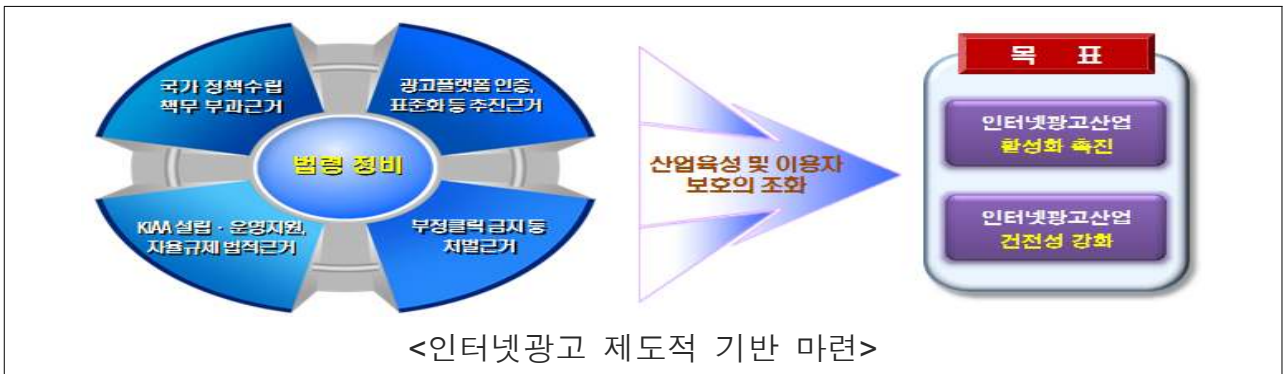 국가 정책수립
책무 부과근거
광고플랫폼 인증,
표준화 등 추진근거
법령 정비
KIAA 설립 · 운영지원,
자율규제 법적근거
부정클릭 금지 등
처벌근거
산업육성 및 이용자
보호의 조화
목 표
인터넷광고산업
활성화 촉진
인터넷광고산업
건전성 강화
<인터넷광고 제도적 기반 마련>